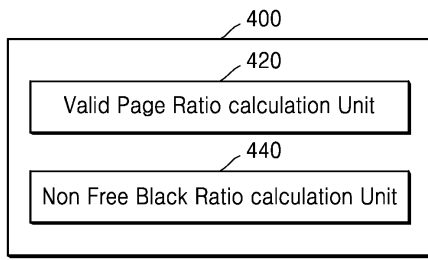 400
420
Valid Page Ratio calculation Unit
440
Non Free Black Ratio calculation Unit